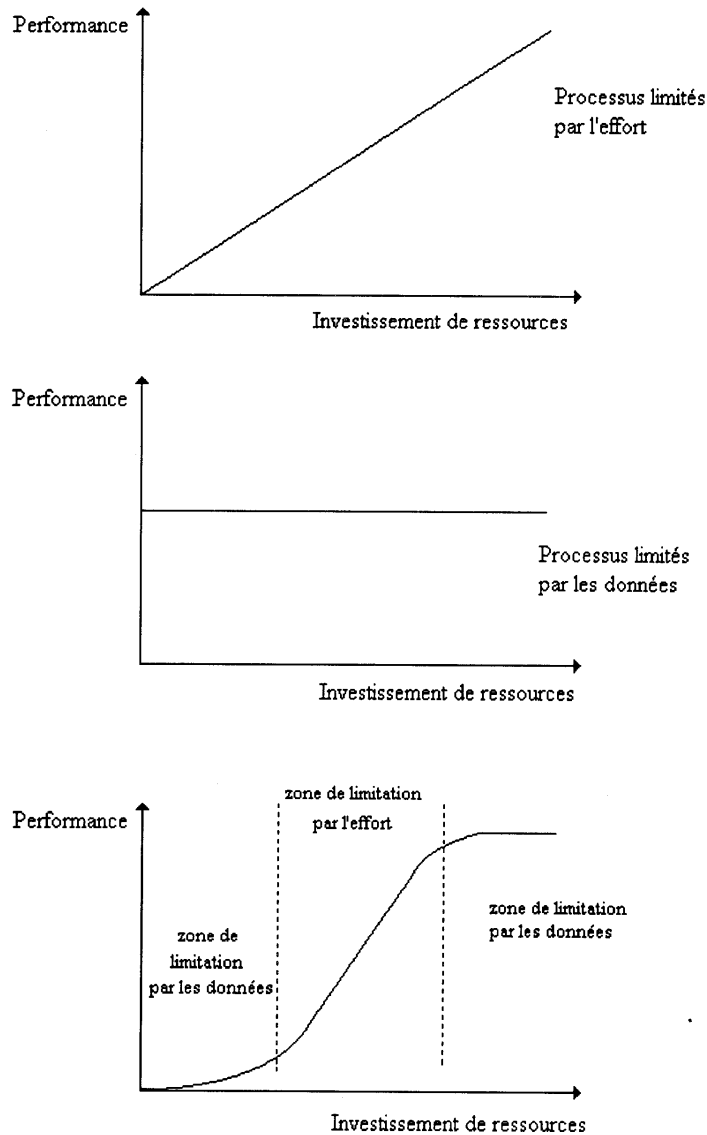 Performance
Processus limités
par l'effort
Investissement de ressources
Performance
Processus limités
par les données
Investissement de ressources
zone de limitation
par l'effort
Performance
zone de limitation
par les données
zone de
limitation
par les données
Investissement de ressources